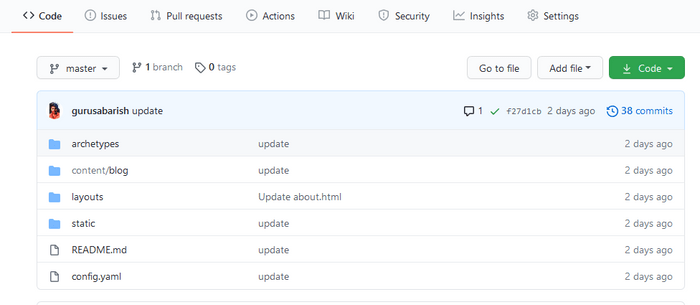 Code Issues Pull requests Actions Wiki Security Insights Settings
master 1 branch 0 tags Go to file Add file Code
gurusabarish update 1 f27d1cb 2 days ago 38 commits
archetypes update 2 days ago
content/blog update 2 days ago
layouts Update about.html 2 days ago
static update 2 days ago
README.md update 2 days ago
config.yaml update 2 days ago